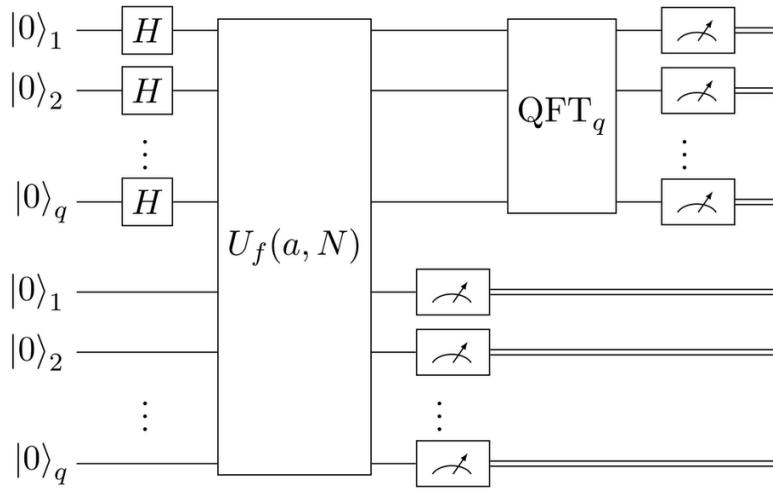 |0⟩₁ H
|0⟩₂ H
⋮ ⋮
|0⟩_q H
QFT_q
U_f(a, N)
|0⟩₁
|0⟩₂
⋮ ⋮
|0⟩_q